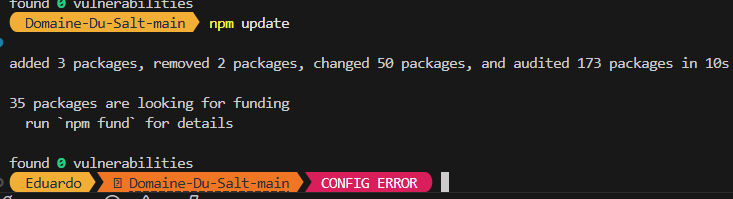 found 0 vulnerabilities
Domaine-Du-Salt-main npm update
added 3 packages, removed 2 packages, changed 50 packages, and audited 173 packages in 10s
35 packages are looking for funding
run `npm fund` for details
found 0 vulnerabilities
Eduardo Domaine-Du-Salt-main CONFIG ERROR